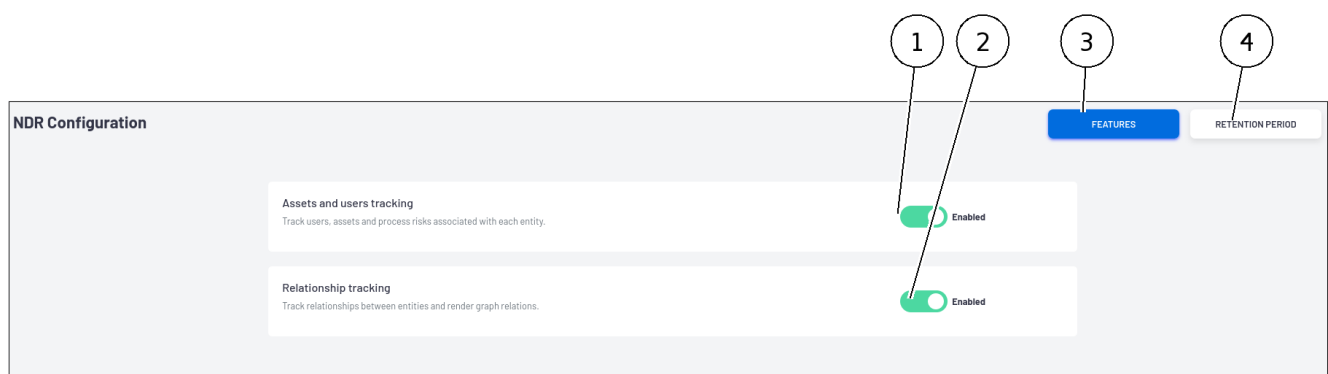 1 2 3 4
NDR Configuration
FEATURES
RETENTION PERIOD
Assets and users tracking
Track users, assets and process risks associated with each entity.
Enabled
Relationship tracking
Track relationships between entities and render graph relations.
Enabled